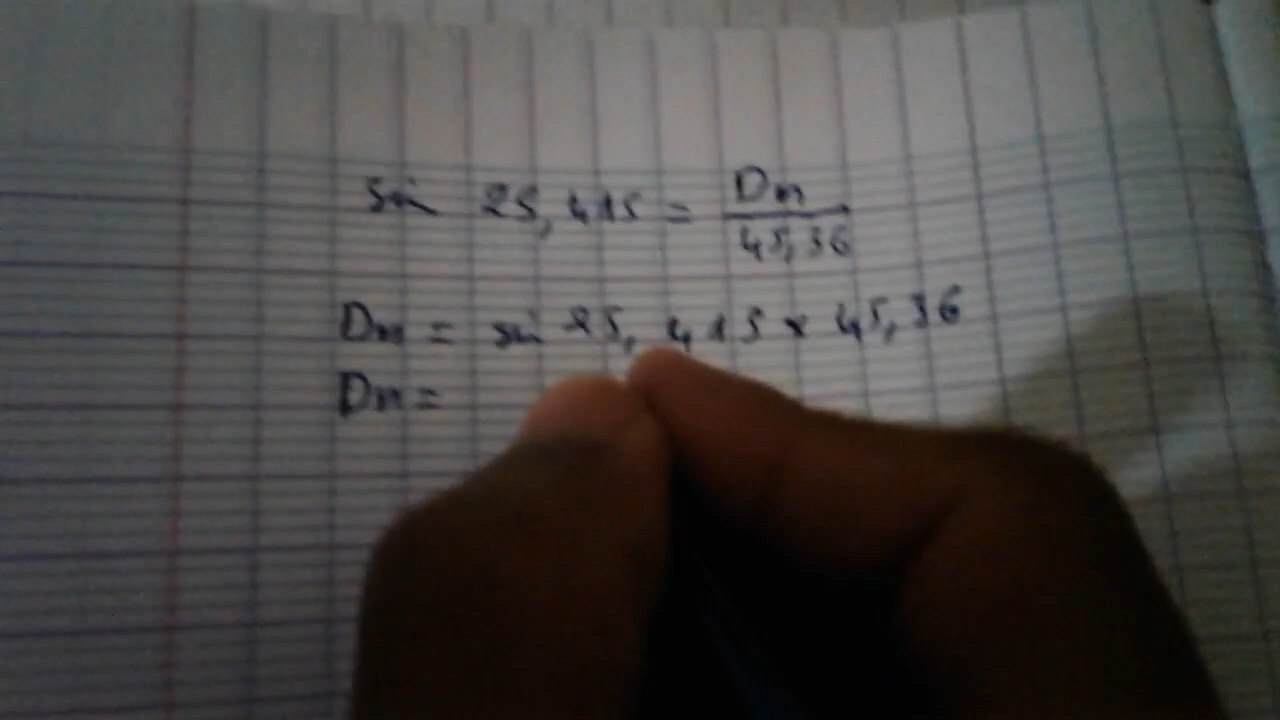 sin 25,415 = Dm / 45,36
Dm = sin 25,415 x 45,36
Dm =